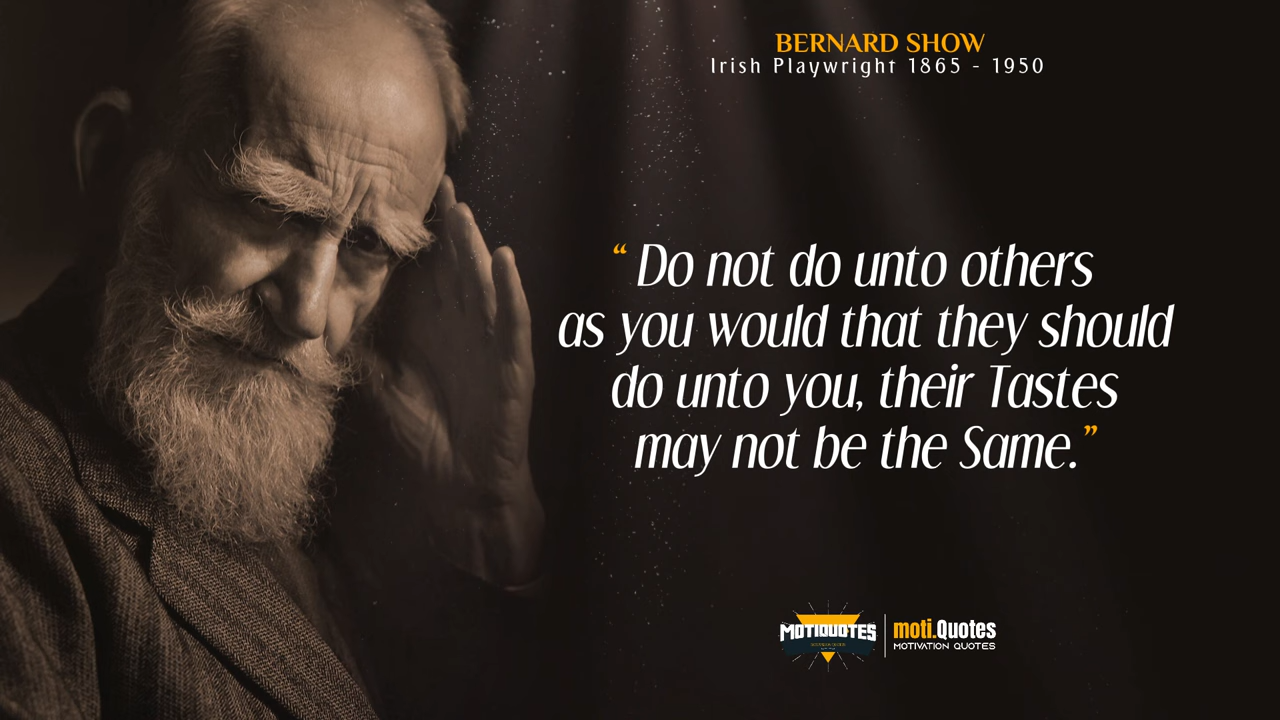 BERNARD SHOW
Irish Playwright 1865 - 1950
“ Do not do unto others
as you would that they should
do unto you, their Tastes
may not be the Same.”
MOTIQUOTES
moti.Quotes
MOTIVATION QUOTES